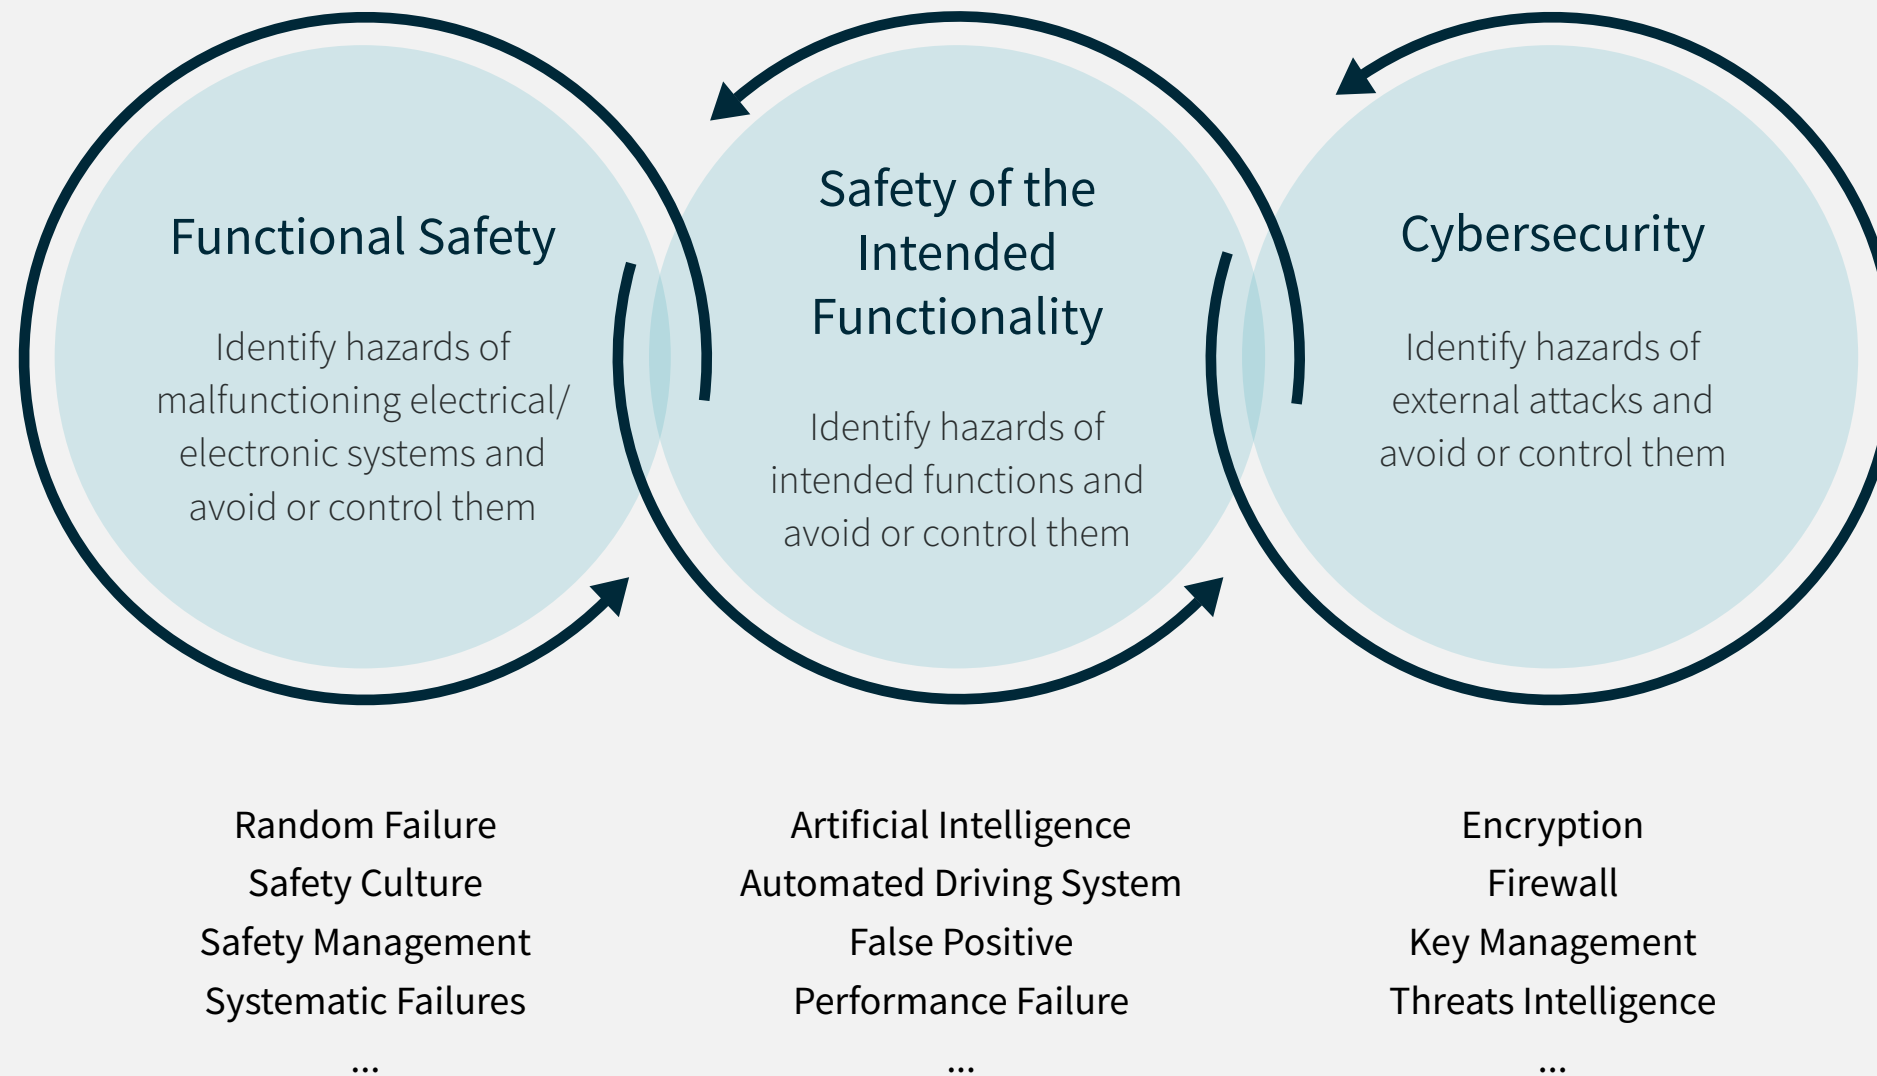 Functional Safety
Identify hazards of
malfunctioning electrical/
electronic systems and
avoid or control them
Safety of the
Intended
Functionality
Identify hazards of
intended functions and
avoid or control them
Cybersecurity
Identify hazards of
external attacks and
avoid or control them
Random Failure
Safety Culture
Safety Management
Systematic Failures
...
Artificial Intelligence
Automated Driving System
False Positive
Performance Failure
...
Encryption
Firewall
Key Management
Threats Intelligence
...